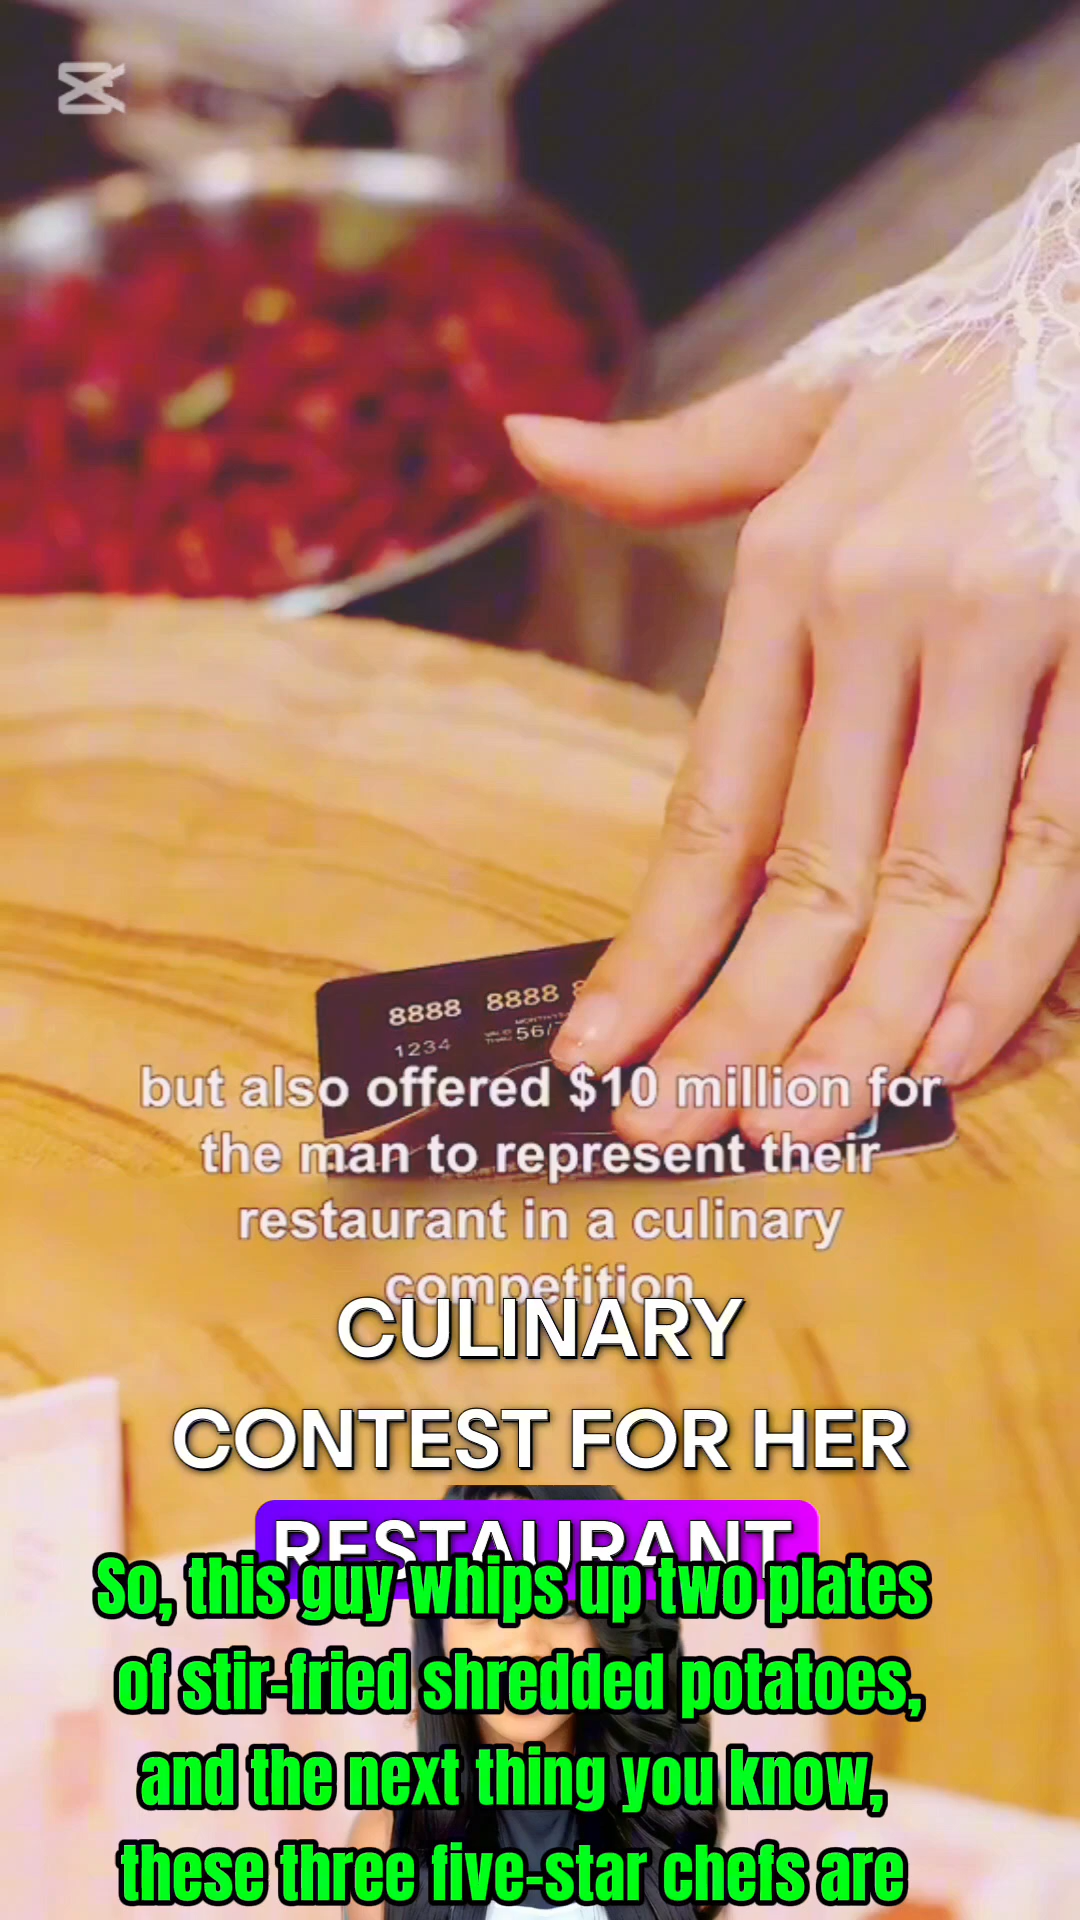 8888 8888 8
1234
56/
but also offered $10 million for
the man to represent their
restaurant in a culinary
competition
CULINARY
CONTEST FOR HER
RESTAURANT
So, this guy whips up two plates
of stir-fried shredded potatoes,
and the next thing you know,
these three five-star chefs are